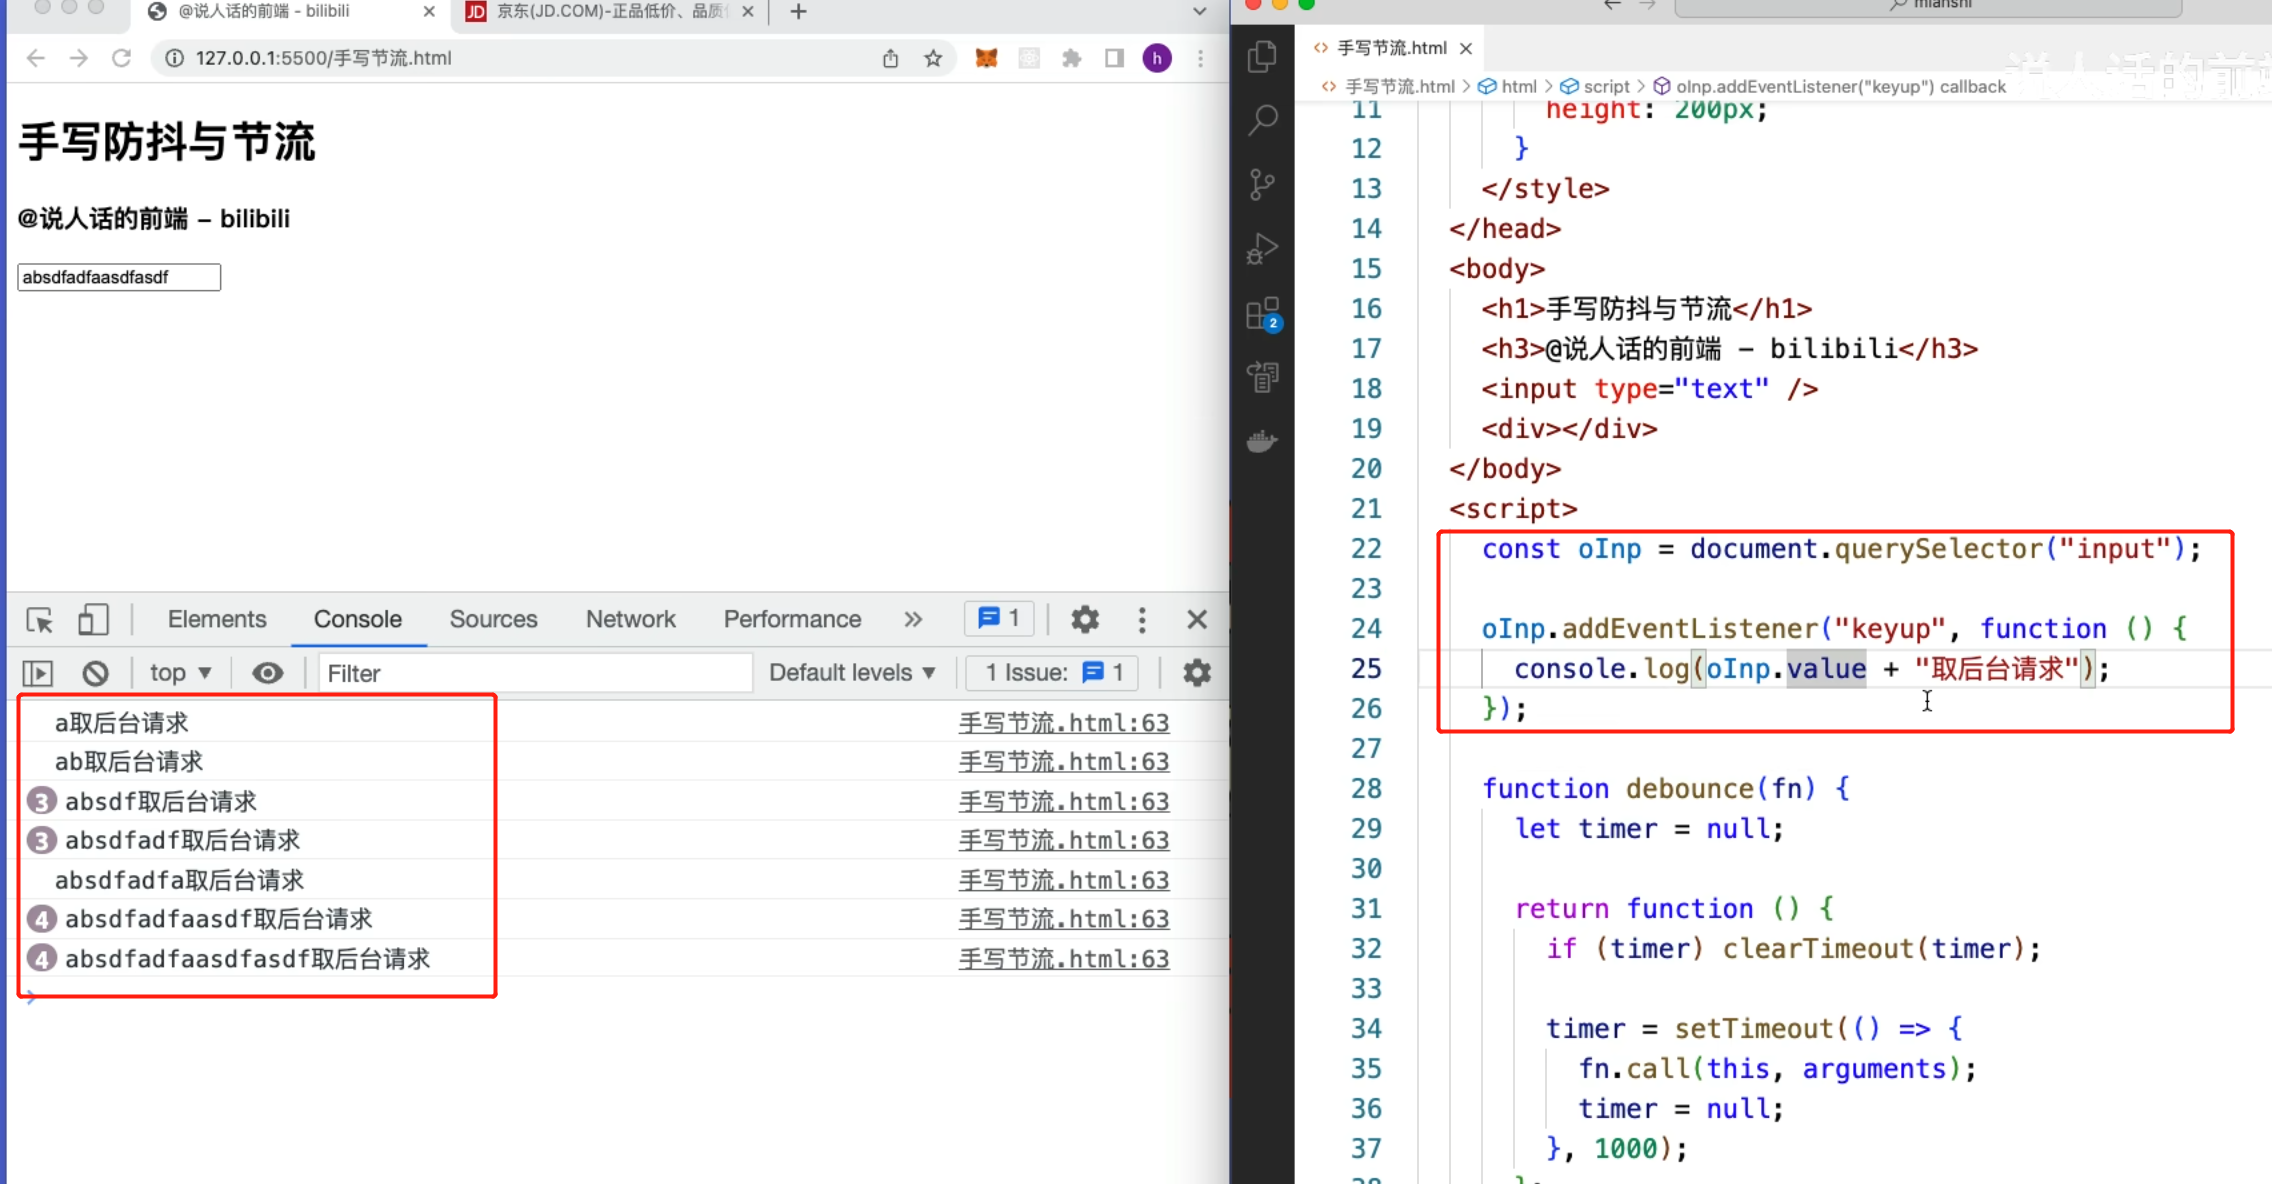 @说人话的前端 - bilibili
京东(JD.COM)-正品低价、品质
127.0.0.1:5500/手写节流.html
h
手写防抖与节流
@说人话的前端 – bilibili
absdfadfaasdfasdf
Elements
Console
Sources
Network
Performance
1
top
Filter
Default levels
1 Issue:
1
a取后台请求
手写节流.html:63
ab取后台请求
手写节流.html:63
3 absdf取后台请求
手写节流.html:63
3 absdfadf取后台请求
手写节流.html:63
absdfadfa取后台请求
手写节流.html:63
4 absdfadfaasdf取后台请求
手写节流.html:63
4 absdfadfaasdfasdf取后台请求
手写节流.html:63
mianshi
手写节流.html
说人话的前端
手写节流.html > html > script > oInp.addEventListener("keyup") callback
2
11 height: 200px;
12 }
13 </style>
14 </head>
15 <body>
16 <h1>手写防抖与节流</h1>
17 <h3>@说人话的前端 – bilibili</h3>
18 <input type="text" />
19 <div></div>
20 </body>
21 <script>
22 const oInp = document.querySelector("input");
23
24 oInp.addEventListener("keyup", function () {
25 console.log(oInp.value + "取后台请求");
26 });
27
28 function debounce(fn) {
29 let timer = null;
30
31 return function () {
32 if (timer) clearTimeout(timer);
33
34 timer = setTimeout(() => {
35 fn.call(this, arguments);
36 timer = null;
37 }, 1000);